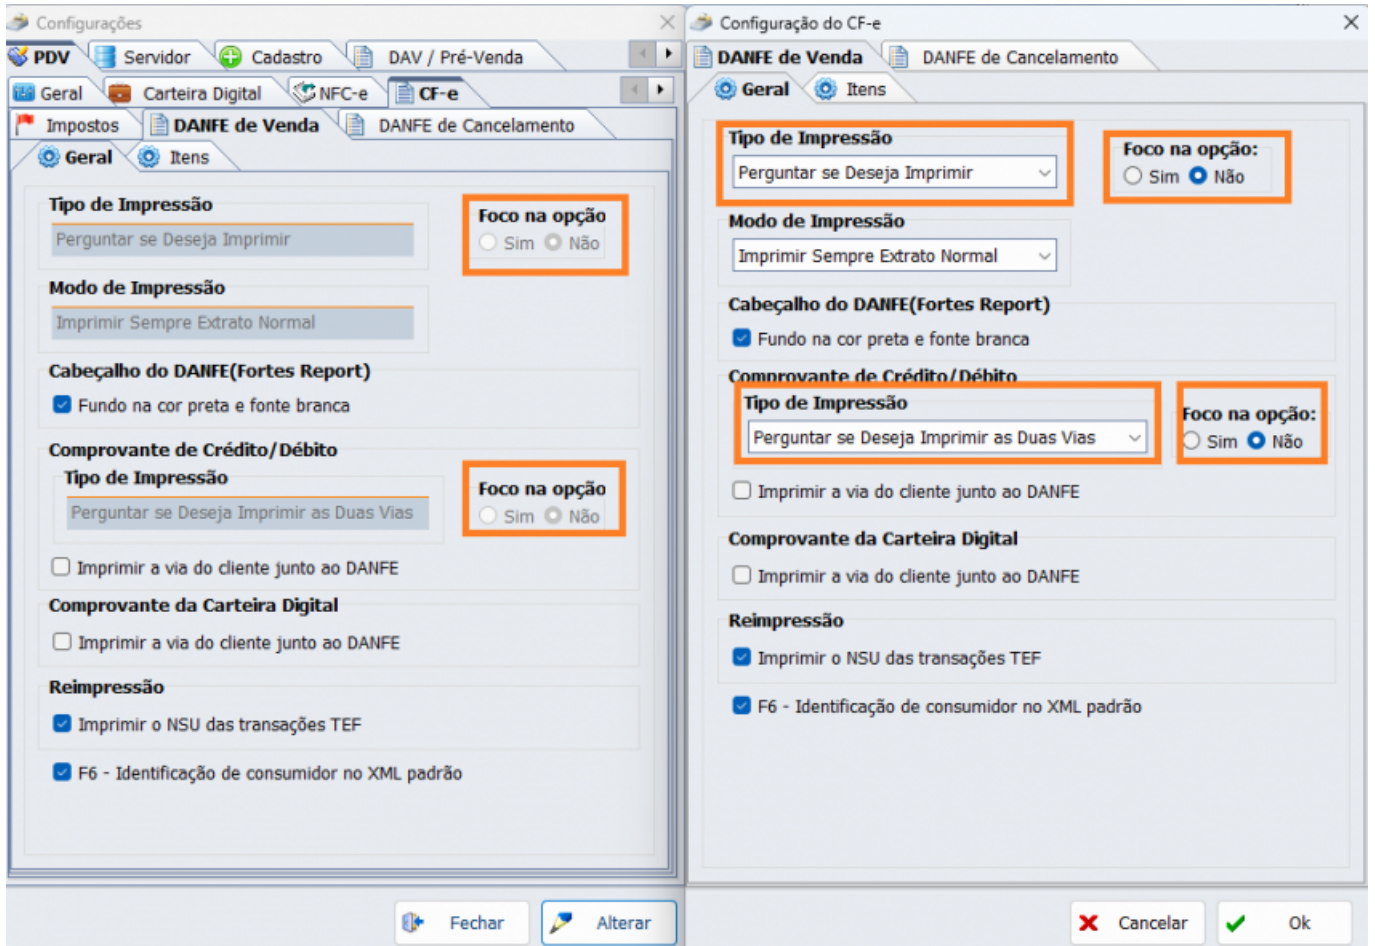 Configurações
PDV Servidor Cadastro DAV / Pré-Venda
Geral Carteira Digital NFC-e CF-e
Impostos DANFE de Venda DANFE de Cancelamento
Geral Itens
Tipo de Impressão
Perguntar se Deseja Imprimir
Foco na opção
Sim Não
Modo de Impressão
Imprimir Sempre Extrato Normal
Cabeçalho do DANFE(Fortes Report)
Fundo na cor preta e fonte branca
Comprovante de Crédito/Débito
Tipo de Impressão
Perguntar se Deseja Imprimir as Duas Vias
Foco na opção
Sim Não
Imprimir a via do cliente junto ao DANFE
Comprovante da Carteira Digital
Imprimir a via do cliente junto ao DANFE
Reimpressão
Imprimir o NSU das transações TEF
F6 - Identificação de consumidor no XML padrão
Fechar Alterar
Configuração do CF-e
DANFE de Venda DANFE de Cancelamento
Geral Itens
Tipo de Impressão
Perguntar se Deseja Imprimir
Foco na opção:
Sim Não
Modo de Impressão
Imprimir Sempre Extrato Normal
Cabeçalho do DANFE(Fortes Report)
Fundo na cor preta e fonte branca
Comprovante de Crédito/Débito
Tipo de Impressão
Perguntar se Deseja Imprimir as Duas Vias
Foco na opção:
Sim Não
Imprimir a via do cliente junto ao DANFE
Comprovante da Carteira Digital
Imprimir a via do cliente junto ao DANFE
Reimpressão
Imprimir o NSU das transações TEF
F6 - Identificação de consumidor no XML padrão
Cancelar Ok